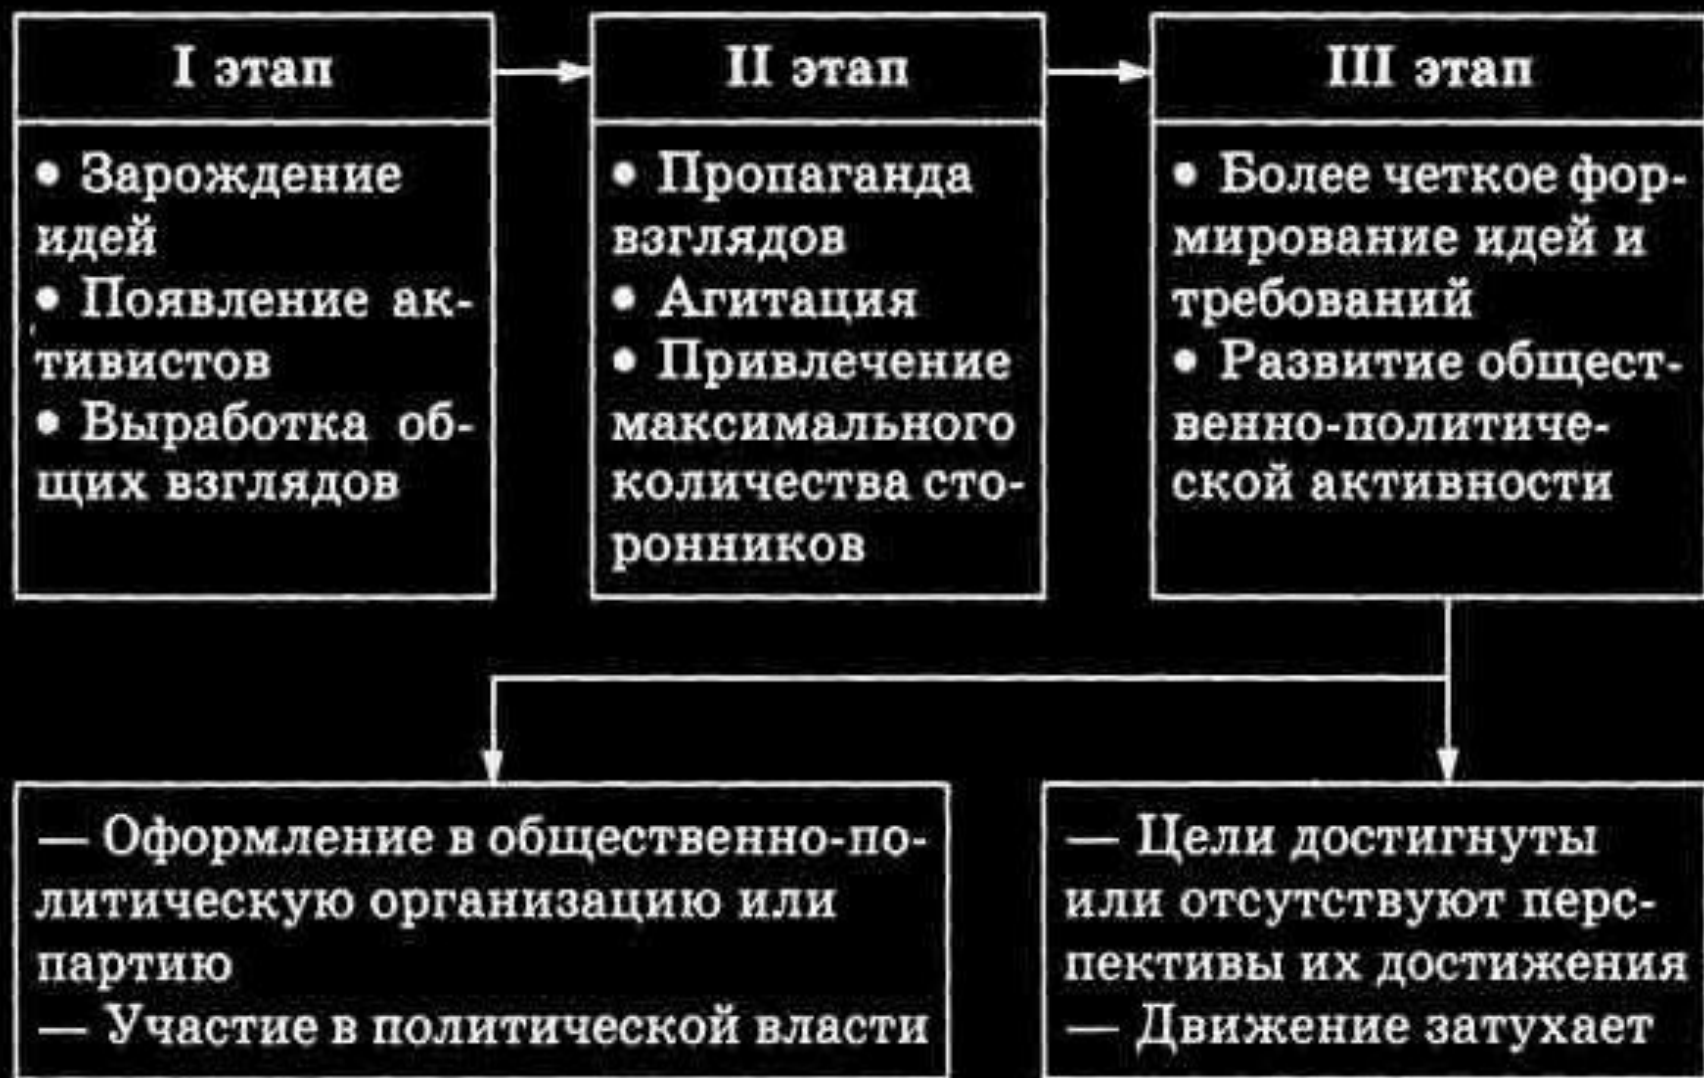 I этап
• Зарождение
идей
• Появление ак-
тивистов
• Выработка об-
щих взглядов
II этап
• Пропаганда
взглядов
• Агитация
• Привлечение
максимального
количества сто-
ронников
III этап
• Более четкое фор-
мирование идей и
требований
• Развитие общест-
венно-политиче-
ской активности
— Оформление в общественно-по-
литическую организацию или
партию
— Участие в политической власти
— Цели достигнуты
или отсутствуют перс-
пективы их достижения
— Движение затухает